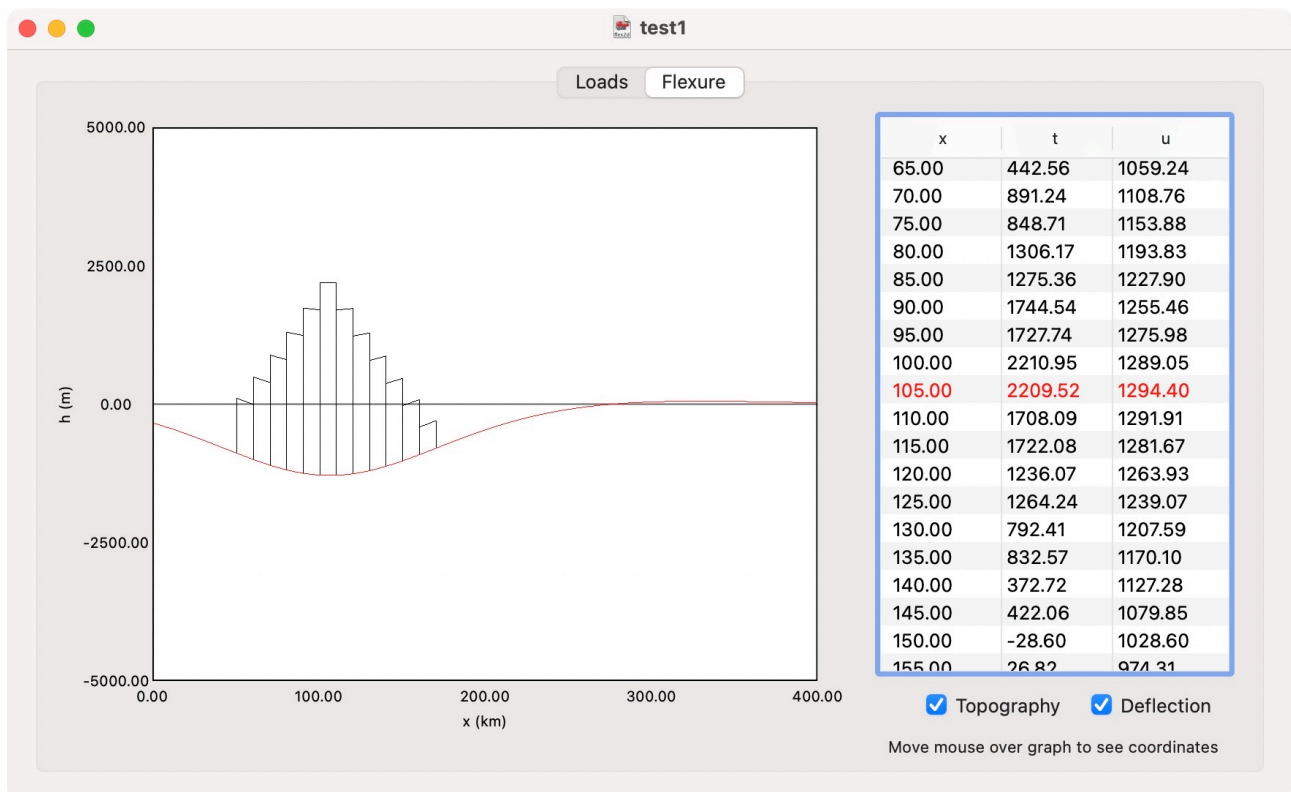 test1
Loads Flexure
5000.00
2500.00
0.00
-2500.00
-5000.00
h (m)
0.00 100.00 200.00 300.00 400.00
x (km)
x t u
65.00 442.56 1059.24
70.00 891.24 1108.76
75.00 848.71 1153.88
80.00 1306.17 1193.83
85.00 1275.36 1227.90
90.00 1744.54 1255.46
95.00 1727.74 1275.98
100.00 2210.95 1289.05
105.00 2209.52 1294.40
110.00 1708.09 1291.91
115.00 1722.08 1281.67
120.00 1236.07 1263.93
125.00 1264.24 1239.07
130.00 792.41 1207.59
135.00 832.57 1170.10
140.00 372.72 1127.28
145.00 422.06 1079.85
150.00 -28.60 1028.60
155.00 26.82 974.31
Topography Deflection
Move mouse over graph to see coordinates